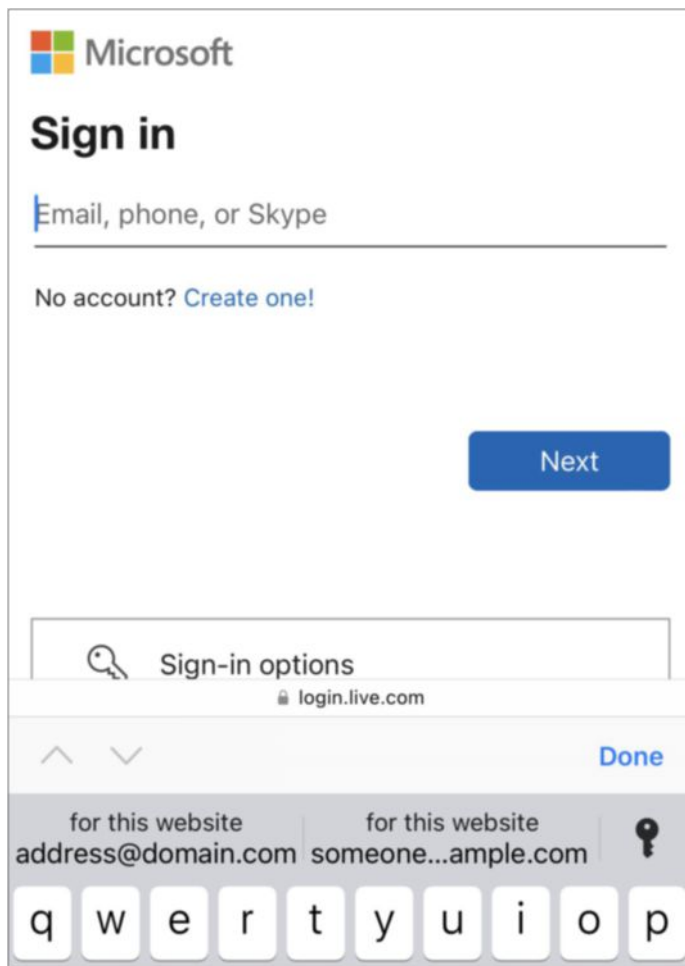 Microsoft
Sign in
Email, phone, or Skype
No account? Create one!
Next
Sign-in options
login.live.com
Done
for this website for this website
address@domain.com someone...ample.com
q w e r t y u i o p